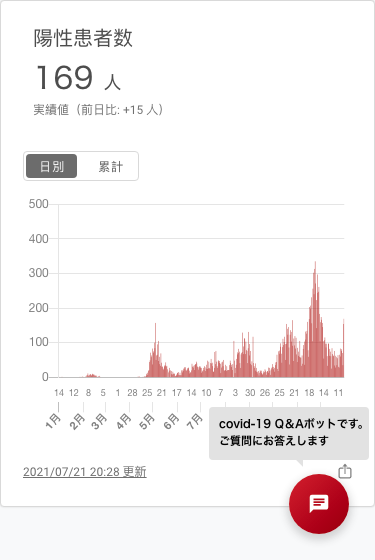 陽性患者数
169 人
実績値（前日比: +15 人）
日別 累計
500
400
300
200
100
0
14 12 8 5 1 28 25 21 17 14 10 7 3 30 26 21 18 14 11
1月 2月 3月 4月 5月 6月 7月
covid-19 Q&Aボットです。
ご質問にお答えします
2021/07/21 20:28 更新